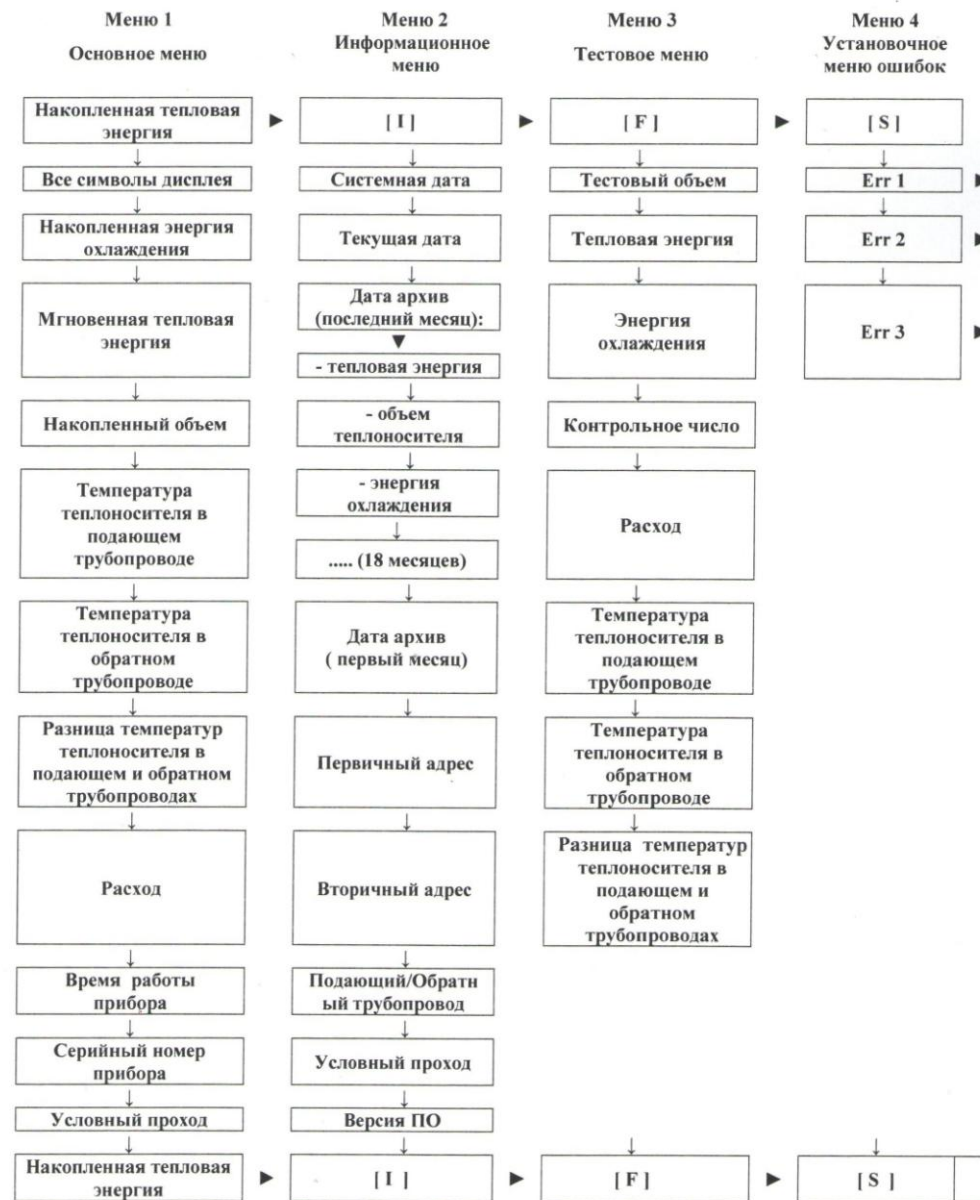 Меню 1
Основное меню
Накопленная тепловая
энергия
Все символы дисплея
Накопленная энергия
охлаждения
Мгновенная тепловая
энергия
Накопленный объем
Температура
теплоносителя в
подающем
трубопроводе
Температура
теплоносителя в
обратном
трубопроводе
Разница температур
теплоносителя в
подающем и обратном
трубопроводах
Расход
Время работы
прибора
Серийный номер
прибора
Условный проход
Накопленная тепловая
энергия
Меню 2
Информационное
меню
[ I ]
Системная дата
Текущая дата
Дата архив
(последний месяц):
- тепловая энергия
- объем
теплоносителя
- энергия
охлаждения
..... (18 месяцев)
Дата архив
( первый месяц)
Первичный адрес
Вторичный адрес
Подающий/Обратн
ый трубопровод
Условный проход
Версия ПО
[ I ]
Меню 3
Тестовое меню
[ F ]
Тестовый объем
Тепловая энергия
Энергия
охлаждения
Контрольное число
Расход
Температура
теплоносителя в
подающем
трубопроводе
Температура
теплоносителя в
обратном
трубопроводе
Разница температур
теплоносителя в
подающем и
обратном
трубопроводах
[ F ]
Меню 4
Установочное
меню ошибок
[ S ]
Err 1
Err 2
Err 3
[ S ]